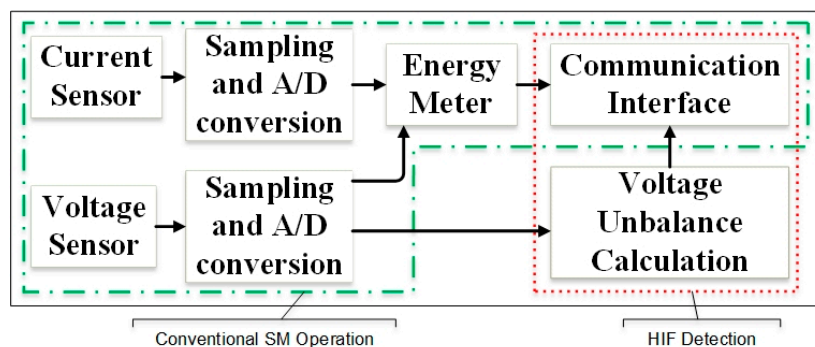 Current
Sensor
Sampling
and A/D
conversion
Energy
Meter
Communication
Interface
Voltage
Sensor
Sampling
and A/D
conversion
Voltage
Unbalance
Calculation
Conventional SM Operation
HIF Detection